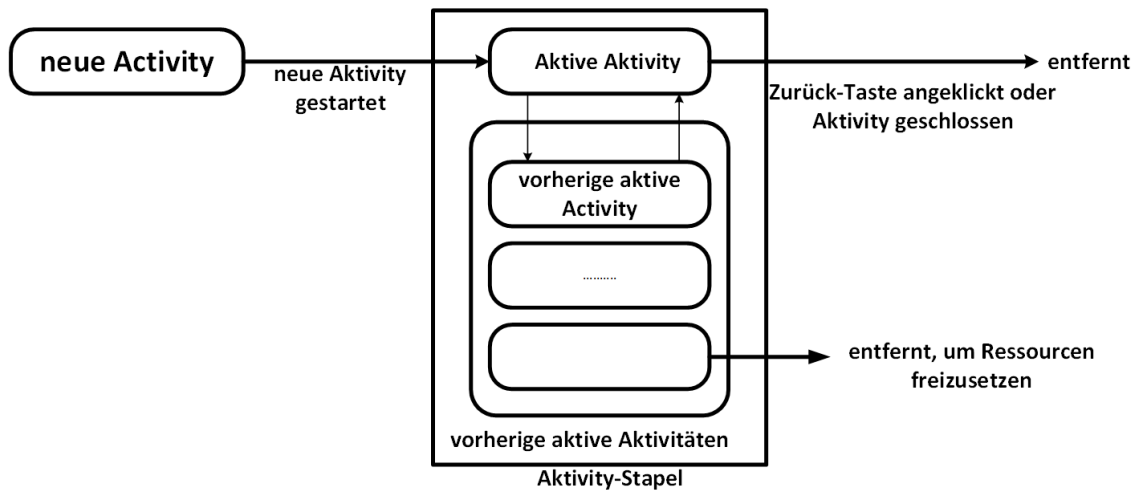 neue Activity
neue Aktivity
gestartet
Aktive Aktivity
entfernt
Zurück-Taste angeklickt oder
Aktivity geschlossen
vorherige aktive
Activity
..........
entfernt, um Ressourcen
freizusetzen
vorherige aktive Aktivitäten
Aktivity-Stapel